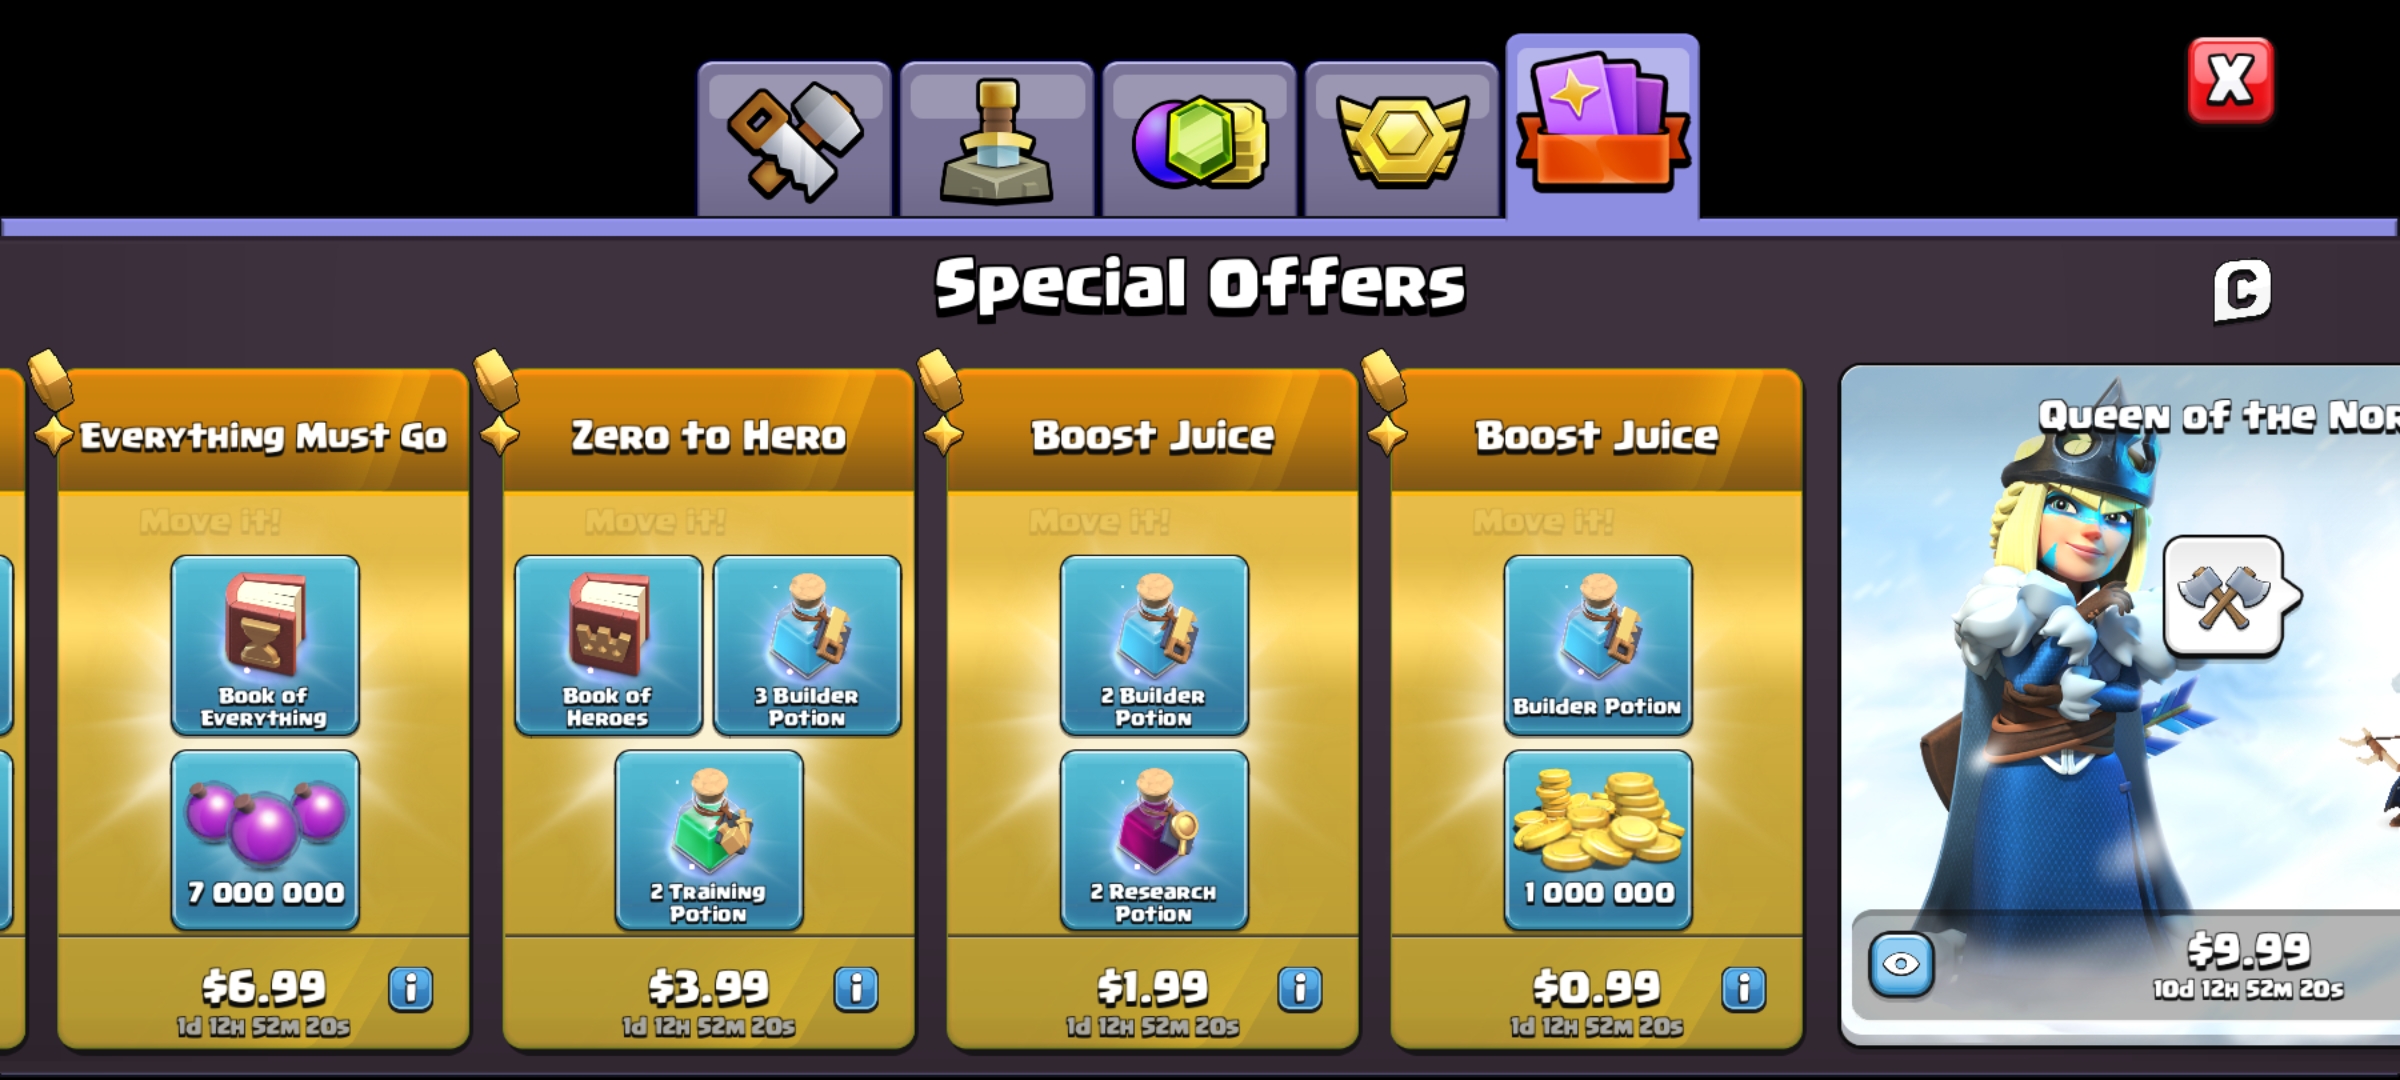 X
Special Offers
C
Everything Must Go
Move it!
Book of
Everything
7 000 000
$6.99
i
1d 12H 52M 20s
Zero to Hero
Move it!
Book of
Heroes
3 Builder
Potion
2 Training
Potion
$3.99
i
1d 12H 52M 20s
Boost Juice
Move it!
2 Builder
Potion
2 Research
Potion
$1.99
i
1d 12H 52M 20s
Boost Juice
Move it!
Builder Potion
1 000 000
$0.99
i
1d 12H 52M 20s
Queen of the Nor
$9.99
10d 12H 52M 20s